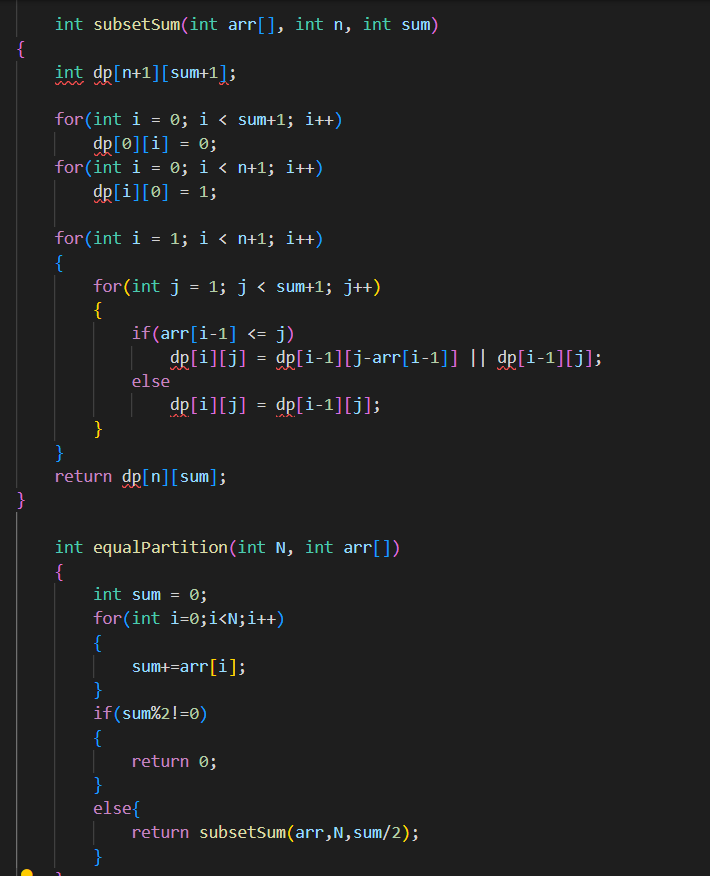 int subsetSum(int arr[], int n, int sum)
{
int dp[n+1][sum+1];
for(int i = 0; i < sum+1; i++)
dp[0][i] = 0;
for(int i = 0; i < n+1; i++)
dp[i][0] = 1;
for(int i = 1; i < n+1; i++)
{
for(int j = 1; j < sum+1; j++)
{
if(arr[i-1] <= j)
dp[i][j] = dp[i-1][j-arr[i-1]] || dp[i-1][j];
else
dp[i][j] = dp[i-1][j];
}
}
return dp[n][sum];
}
int equalPartition(int N, int arr[])
{
int sum = 0;
for(int i=0;i<N;i++)
{
sum+=arr[i];
}
if(sum%2!=0)
{
return 0;
}
else{
return subsetSum(arr,N,sum/2);
}
}